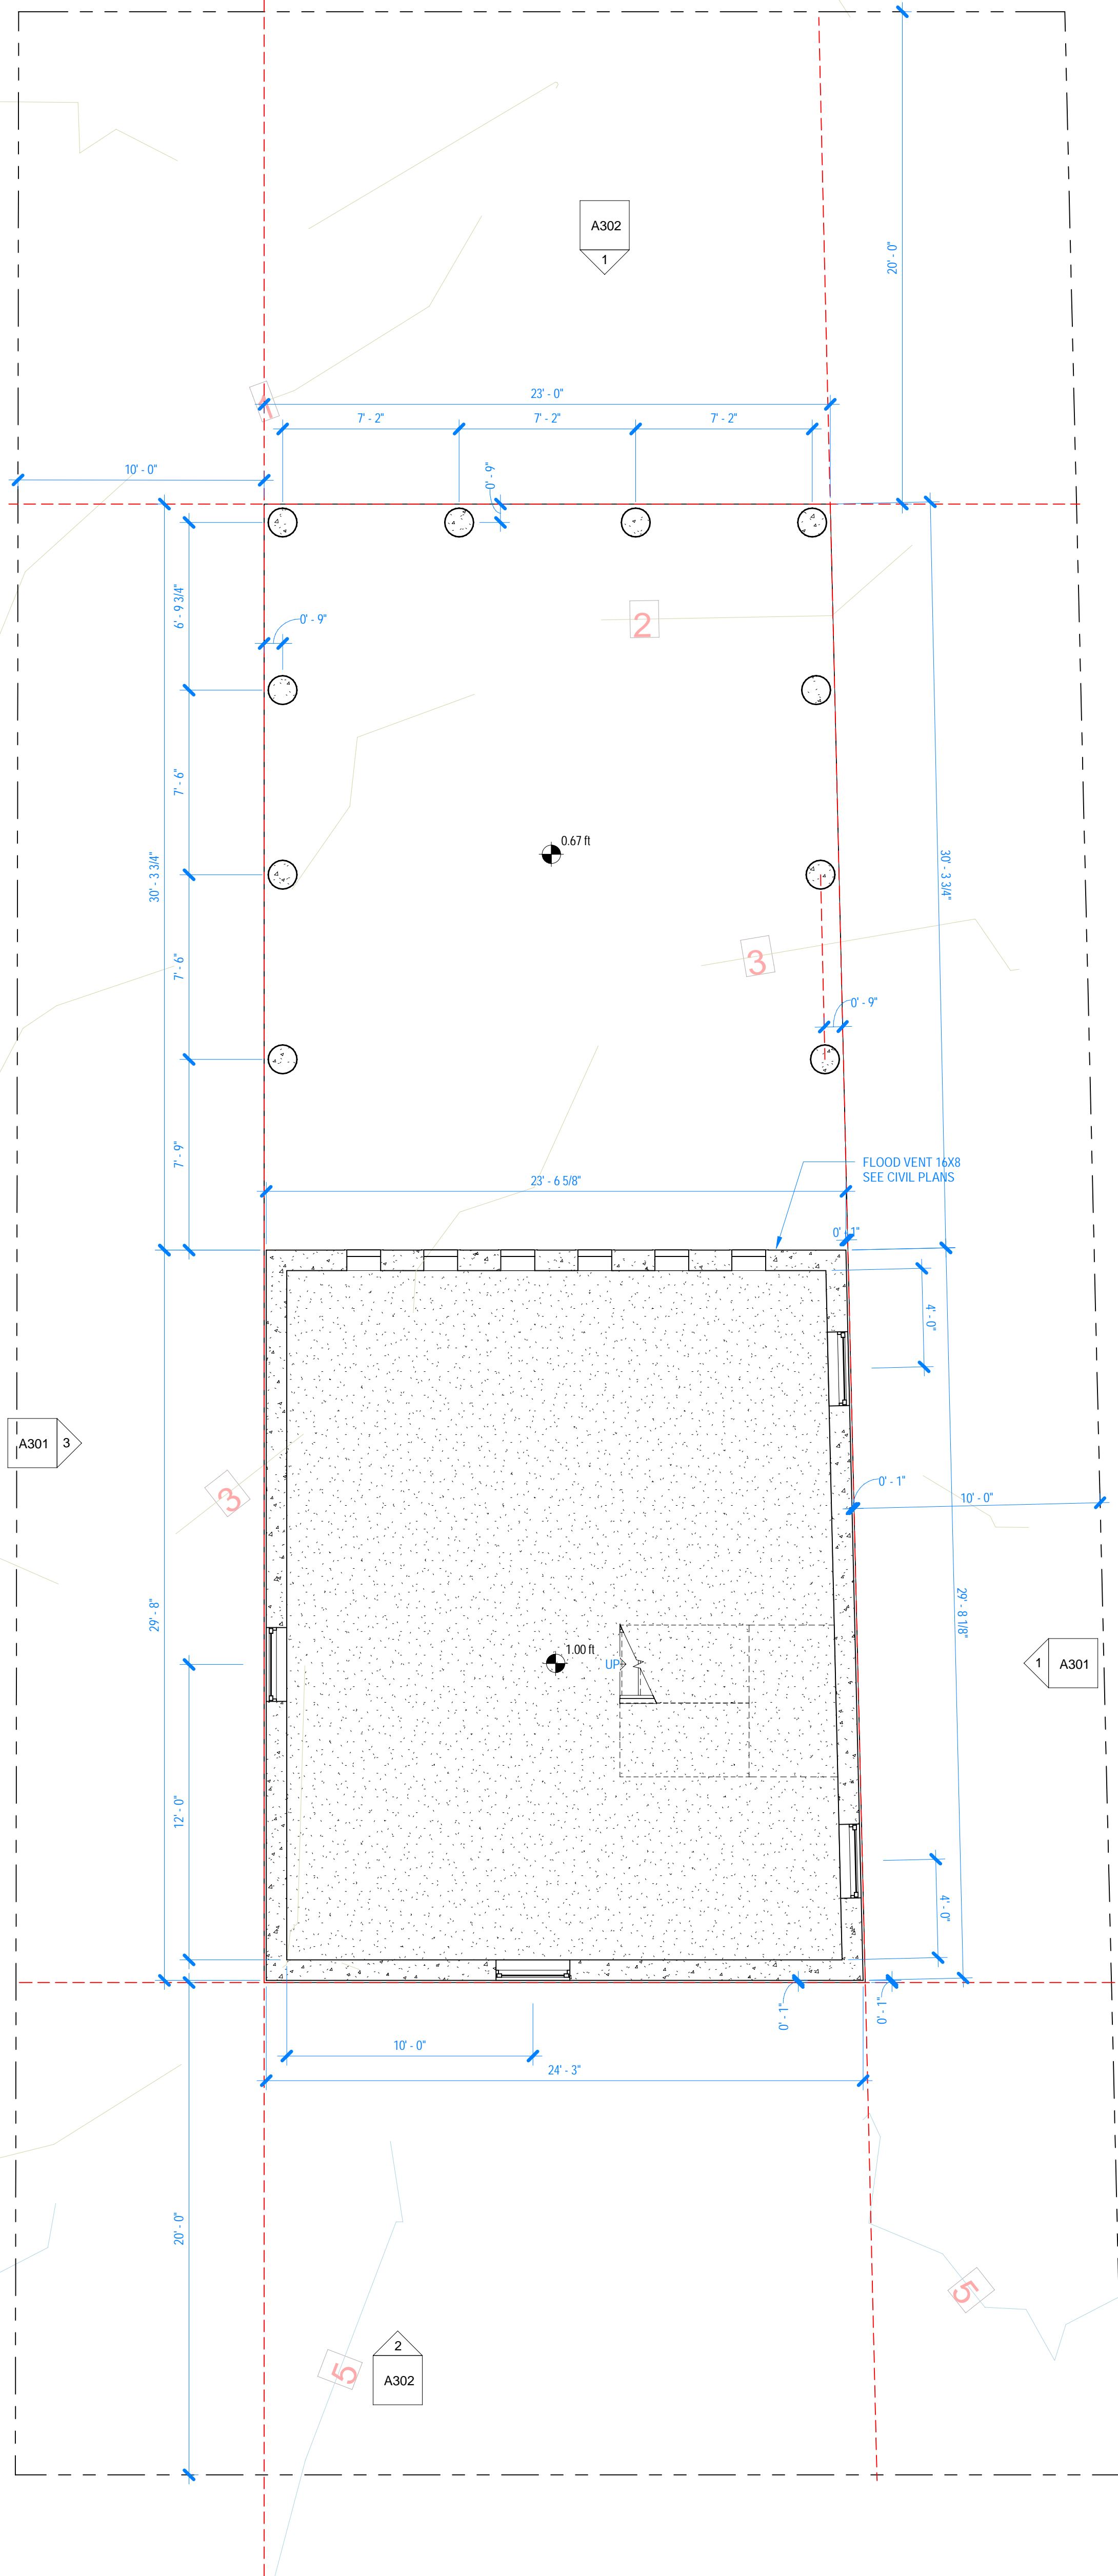 20' - 0"
A302
1
1
23' - 0"
7' - 2"
7' - 2"
7' - 2"
10' - 0"
0' - 9"
6' - 9 3/4"
0' - 9"
2
7' - 6"
0.67 ft
30' - 3 3/4"
30' - 3 3/4"
7' - 6"
3
0' - 9"
7' - 9"
FLOOD VENT 16X8
SEE CIVIL PLANS
23' - 6 5/8"
0' - 1"
4' - 0"
A301
3
3
0' - 1"
10' - 0"
29' - 8"
29' - 8 1/8"
1.00 ft
UP
1
A301
12' - 0"
4' - 0"
0' - 1"
0' - 1"
10' - 0"
24' - 3"
20' - 0"
5
5
2
A302